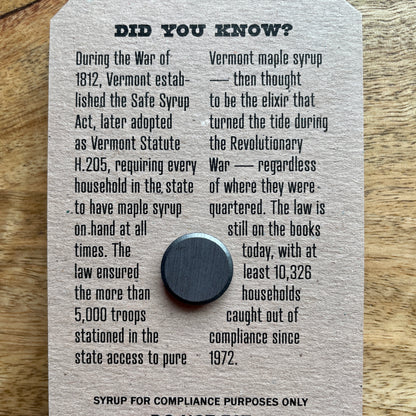 DID YOU KNOW?
During the War of
1812, Vermont estab-
lished the Safe Syrup
Act, later adopted
as Vermont Statute
H.205, requiring every
household in the state
to have maple syrup
on hand at all
times. The
law ensured
the more than
5,000 troops
stationed in the
state access to pure
Vermont maple syrup
— then thought
to be the elixir that
turned the tide during
the Revolutionary
War — regardless
of where they were
quartered. The law is
still on the books
today, with at
least 10,326
households
caught out of
compliance since
1972.
SYRUP FOR COMPLIANCE PURPOSES ONLY